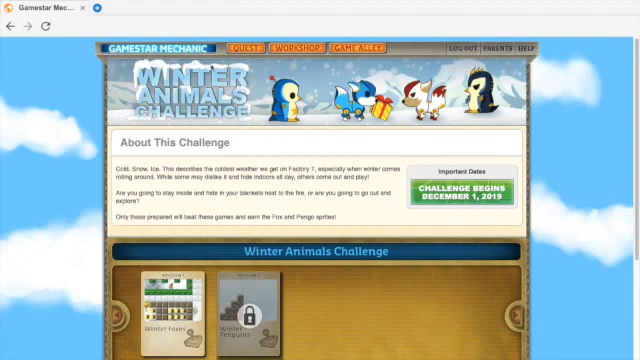 Gamestar Mec...
GAMESTAR MECHANIC
QUEST
WORKSHOP
GAME ALLEY
LOG OUT
PARENTS
HELP
WINTER
ANIMALS
CHALLENGE
About This Challenge
Cold. Snow. Ice. This describes the coldest weather we get on Factory 7, especially when winter comes
rolling around. While some may dislike it and hide indoors all day, others come out and play!
Are you going to stay inside and hide in your blankets next to the fire, or are you going to go out and
explore?
Only those prepared will beat these games and earn the Fox and Pengo sprites!
Important Dates
CHALLENGE BEGINS
DECEMBER 1, 2019
Winter Animals Challenge
MISSION 1
Winter Foxes
MISSION 1
Winter
Penguins